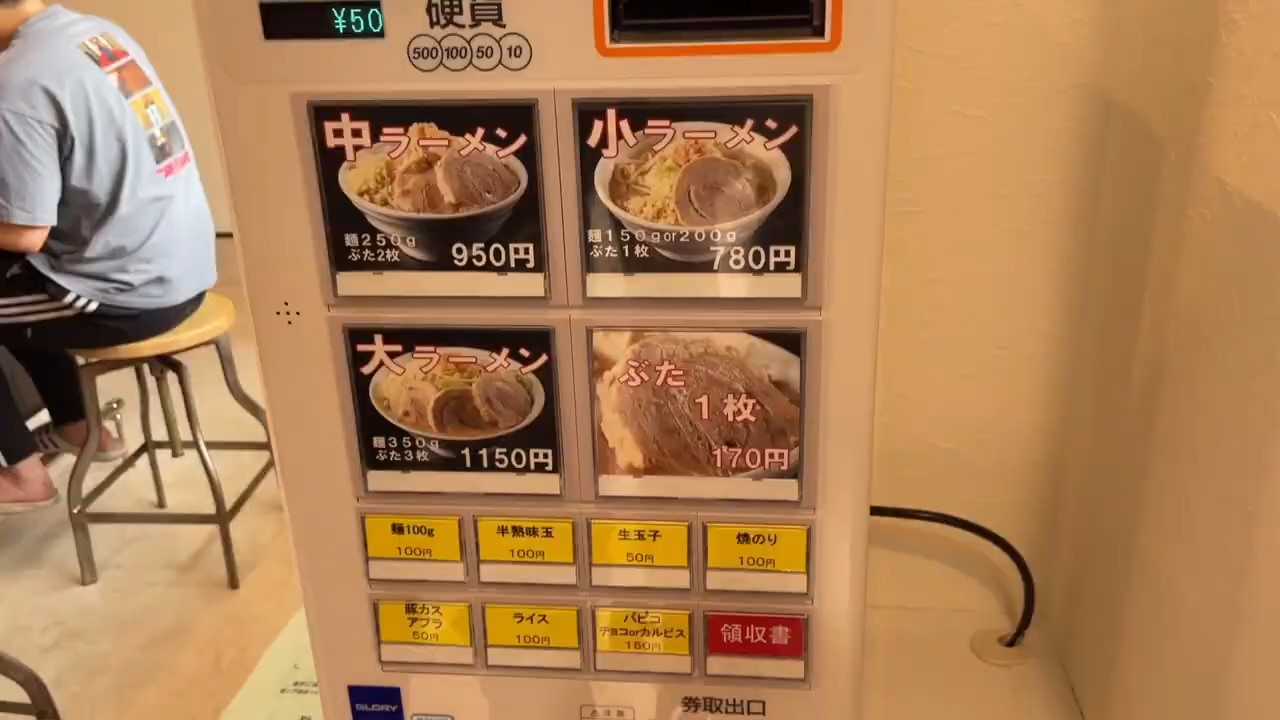 ¥50
硬貨
500 100 50 10
中ラーメン
麺250g
ぶた2枚
950円
小ラーメン
麺150gor200g
ぶた1枚
780円
大ラーメン
麺350g
ぶた3枚
1150円
ぶた
1枚
170円
麺100g
100円
半熟味玉
100円
生玉子
50円
焼のり
100円
豚カス
アブラ
50円
ライス
100円
パピコ
チョコorカルピス
150円
領収書
GLORY
券取出口